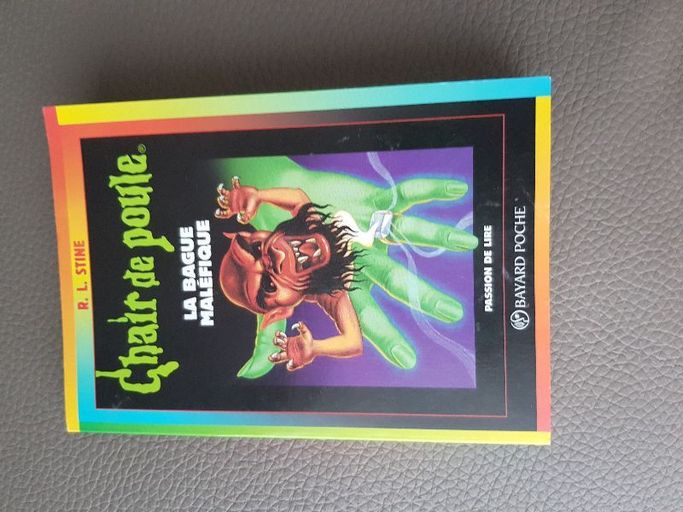 R. L. STINE
Chair de poule®
LA BAGUE
MALÉFIQUE
PASSION DE LIRE
BAYARD POCHE